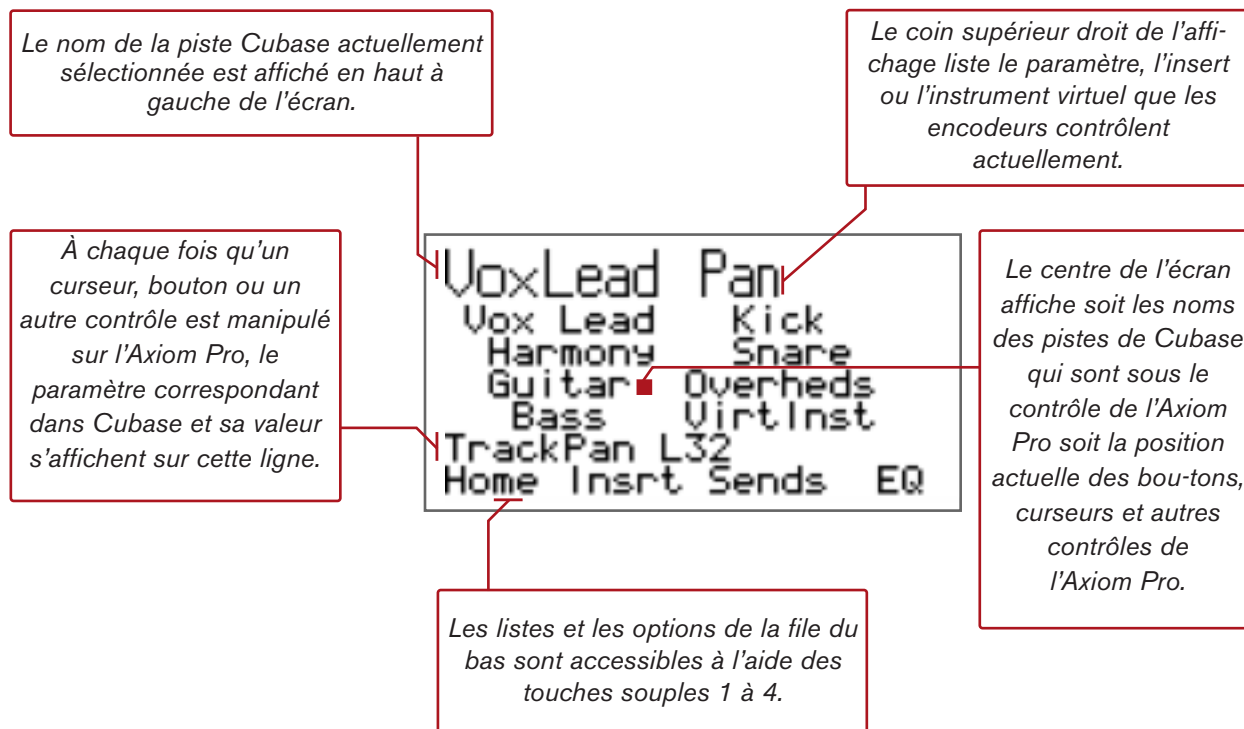 Le nom de la piste Cubase actuellement
sélectionnée est affiché en haut à
gauche de l'écran.
Le coin supérieur droit de l'affi-
chage liste le paramètre, l'insert
ou l'instrument virtuel que les
encodeurs contrôlent
actuellement.
À chaque fois qu'un
curseur, bouton ou un
autre contrôle est manipulé
sur l'Axiom Pro, le
paramètre correspondant
dans Cubase et sa valeur
s'affichent sur cette ligne.
VoxLead Pan
Vox Lead Kick
Harmony Snare
Guitar Overheds
Bass VirtInst
TrackPan L32
Home Insrt Sends EQ
Le centre de l'écran
affiche soit les noms
des pistes de Cubase
qui sont sous le
contrôle de l'Axiom
Pro soit la position
actuelle des bou-tons,
curseurs et autres
contrôles de
l'Axiom Pro.
Les listes et les options de la file du
bas sont accessibles à l'aide des
touches souples 1 à 4.